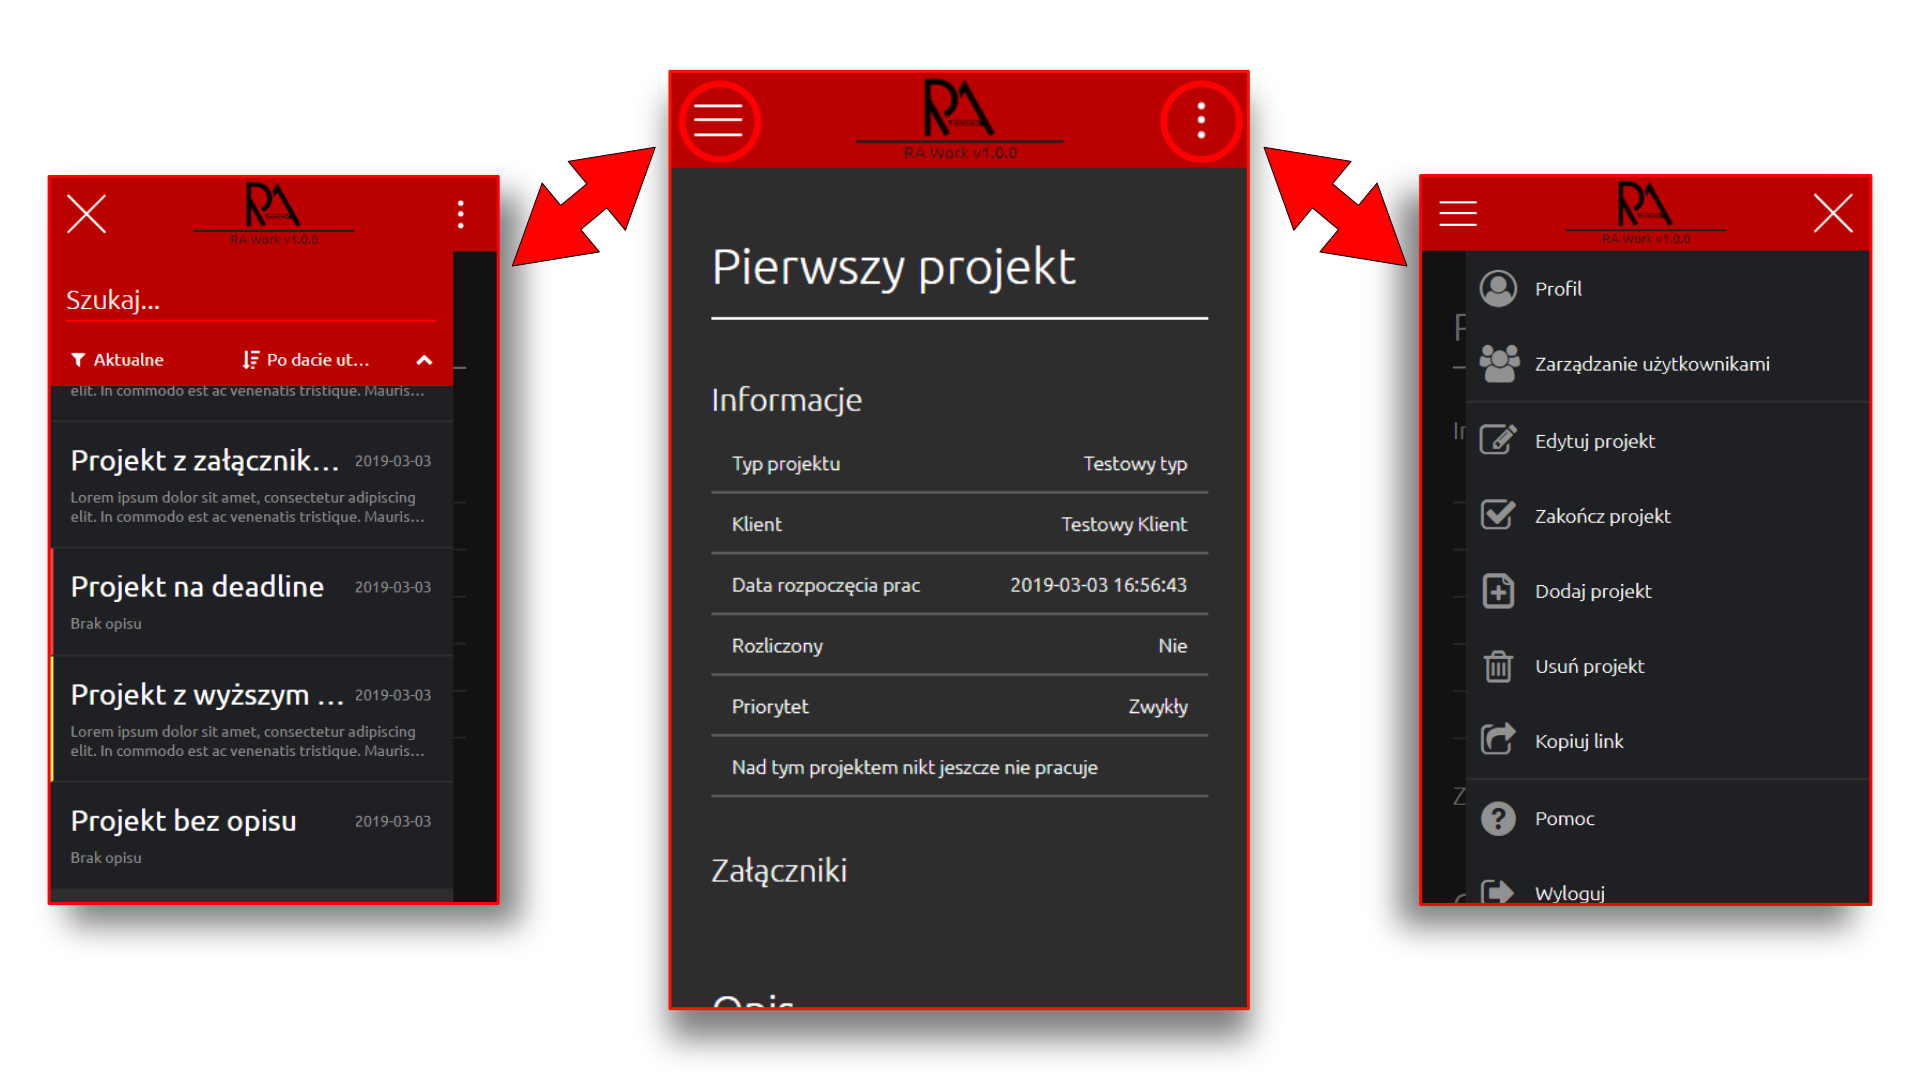 RA
RA Work v1.0.0
Szukaj...
Aktualne
Po dacie ut...
elit. In commodo est ac venenatis tristique. Mauris...
Projekt z załącznik...
2019-03-03
Lorem ipsum dolor sit amet, consectetur adipiscing
elit. In commodo est ac venenatis tristique. Mauris...
Projekt na deadline
2019-03-03
Brak opisu
Projekt z wyższym ...
2019-03-03
Lorem ipsum dolor sit amet, consectetur adipiscing
elit. In commodo est ac venenatis tristique. Mauris...
Projekt bez opisu
2019-03-03
Brak opisu
RA
RA Work v1.0.0
Pierwszy projekt
Informacje
Typ projektu
Testowy typ
Klient
Testowy Klient
Data rozpoczęcia prac
2019-03-03 16:56:43
Rozliczony
Nie
Priorytet
Zwykły
Nad tym projektem nikt jeszcze nie pracuje
Załączniki
Opis
RA
RA Work v1.0.0
Profil
Zarządzanie użytkownikami
Edytuj projekt
Zakończ projekt
Dodaj projekt
Usuń projekt
Kopiuj link
Pomoc
Wyloguj